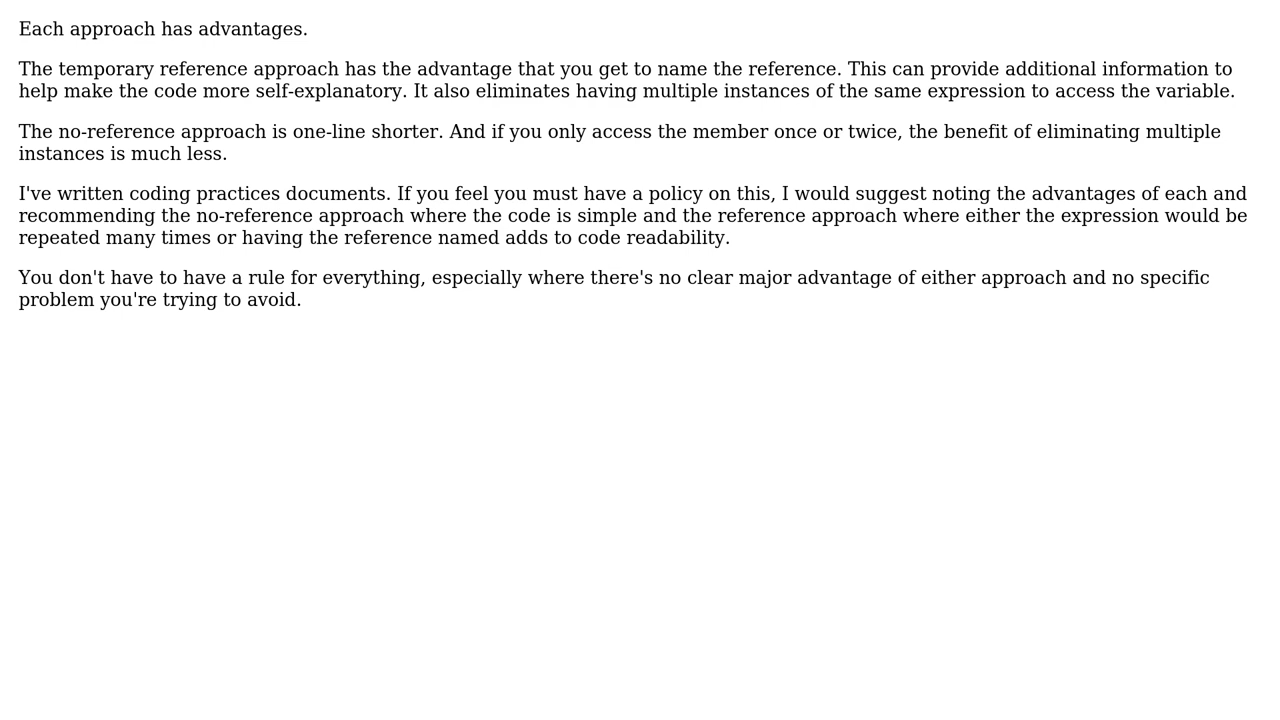 Each approach has advantages.
The temporary reference approach has the advantage that you get to name the reference. This can provide additional information to
help make the code more self-explanatory. It also eliminates having multiple instances of the same expression to access the variable.
The no-reference approach is one-line shorter. And if you only access the member once or twice, the benefit of eliminating multiple
instances is much less.
I've written coding practices documents. If you feel you must have a policy on this, I would suggest noting the advantages of each and
recommending the no-reference approach where the code is simple and the reference approach where either the expression would be
repeated many times or having the reference named adds to code readability.
You don't have to have a rule for everything, especially where there's no clear major advantage of either approach and no specific
problem you're trying to avoid.